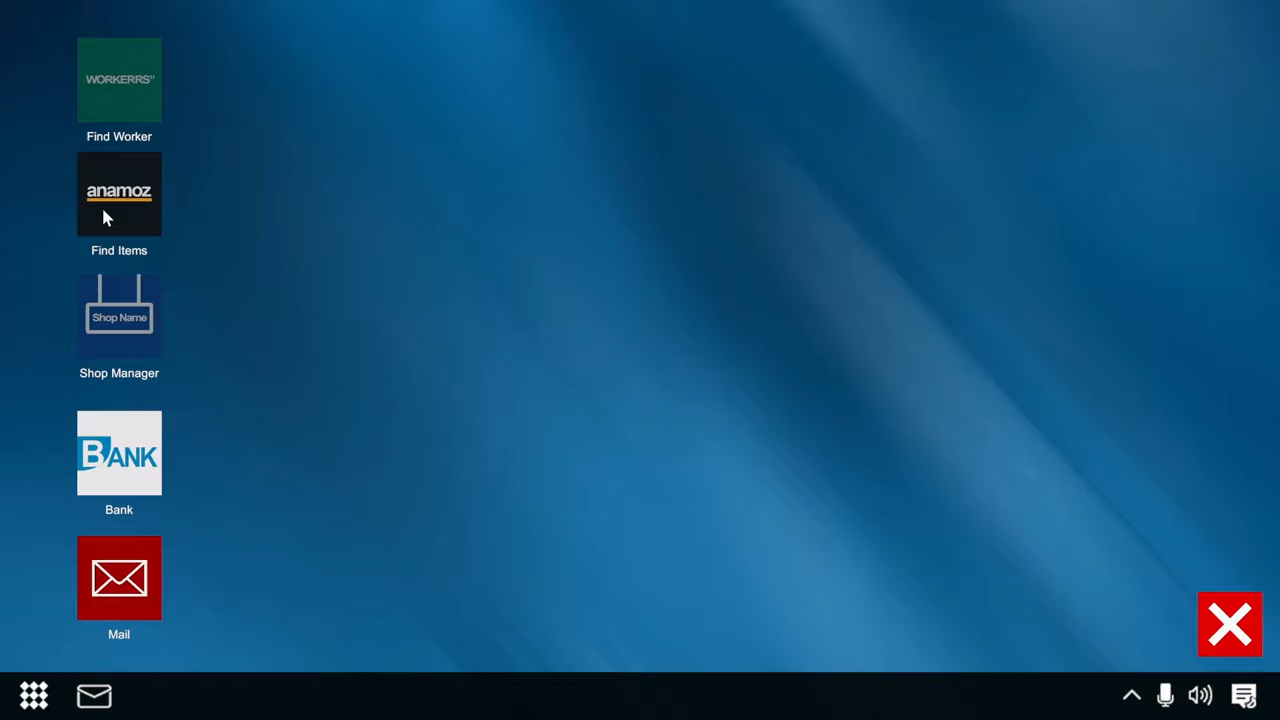 WORKERRS"
Find Worker
anamoz
Find Items
Shop Name
Shop Manager
BANK
Bank
Mail